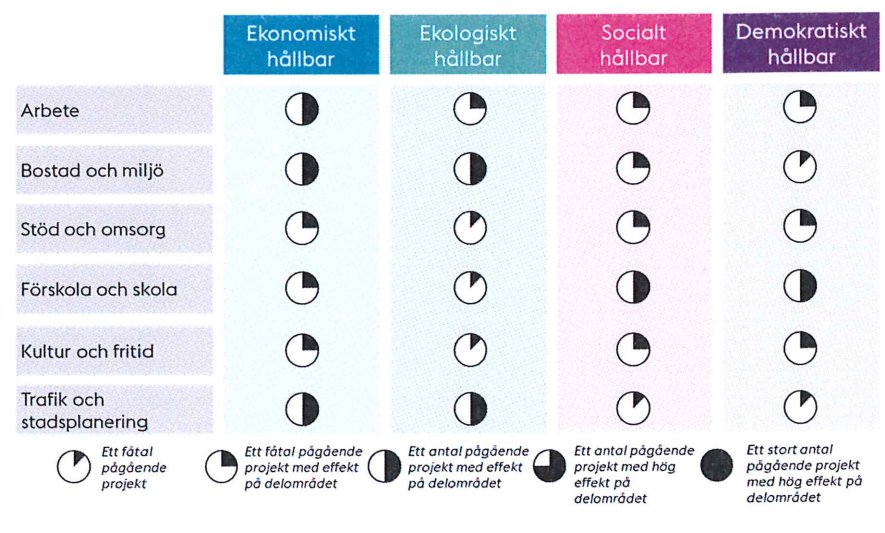 Ekonomiskt
hållbar
Ekologiskt
hållbar
Socialt
hållbar
Demokratiskt
hållbar
Arbete
Bostad och miljö
Stöd och omsorg
Förskola och skola
Kultur och fritid
Trafik och
stadsplanering
Ett fåtal
pågående
projekt
Ett fåtal pågående
projekt med effekt
på delområdet
Ett antal pågående
projekt med effekt
på delområdet
Ett antal pågående
projekt med hög
effekt på
delområdet
Ett stort antal
pågående projekt
med hög effekt på
delområdet